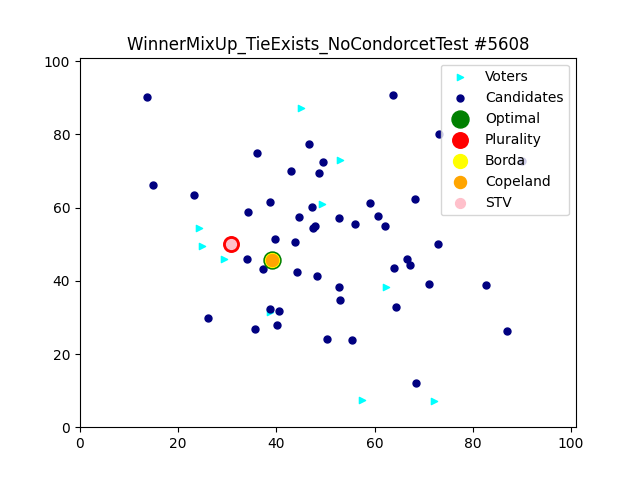 WinnerMixUp_TieExists_NoCondorcetTest #5608
Voters
Candidates
Optimal
Plurality
Borda
Copeland
STV
100
80
60
40
20
0
0 20 40 60 80 100